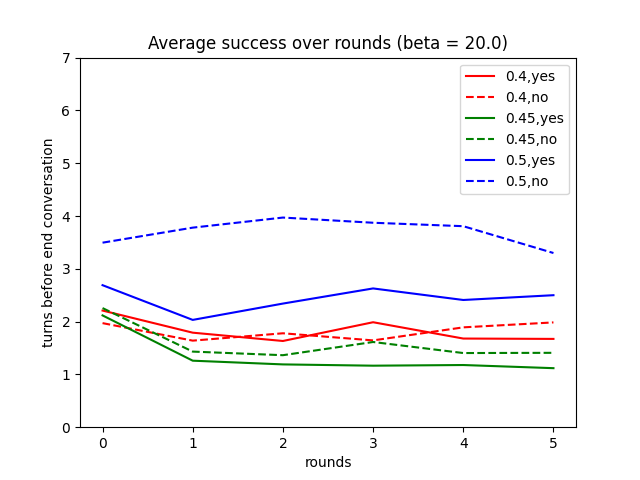 Average success over rounds (beta = 20.0)
turns before end conversation
7
6
5
4
3
2
1
0
0.4,yes
0.4,no
0.45,yes
0.45,no
0.5,yes
0.5,no
0 1 2 3 4 5
rounds